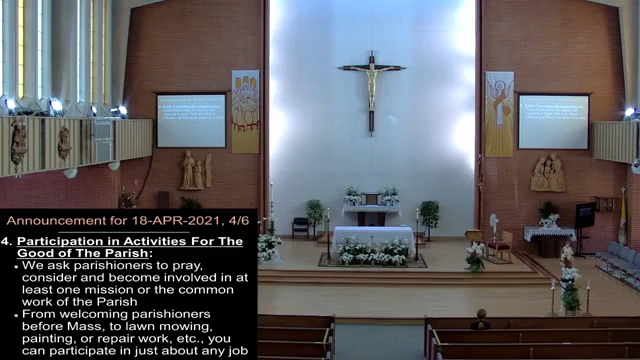 Announcement for 18-APR-2021, 4/6
4. Participation in Activities For The
Good of The Parish:
• We ask parishioners to pray,
consider and become involved in at
least one mission or the common
work of the Parish
• From welcoming parishioners
before Mass, to lawn mowing,
painting, or repair work, etc., you
can participate in just about any job